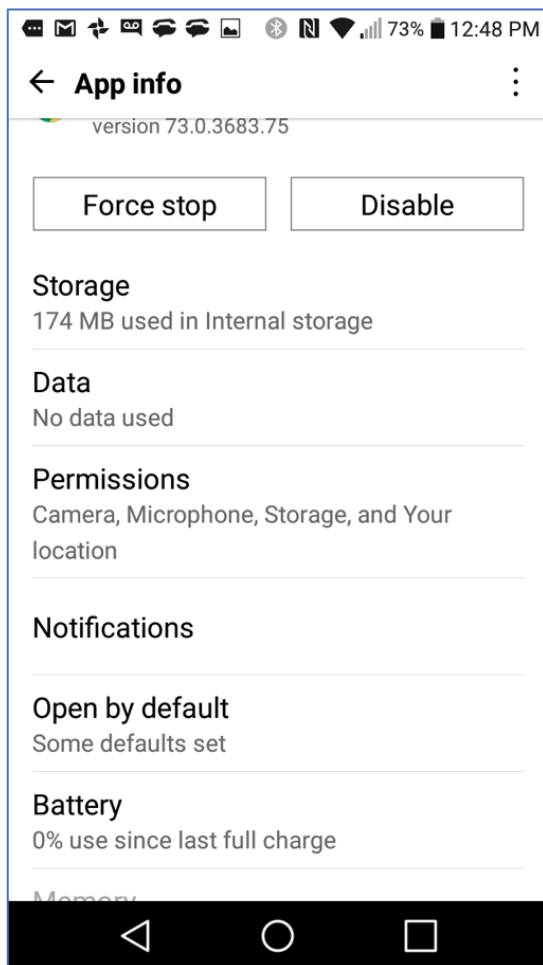 73% 12:48 PM
App info
version 73.0.3683.75
Force stop Disable
Storage
174 MB used in Internal storage
Data
No data used
Permissions
Camera, Microphone, Storage, and Your
location
Notifications
Open by default
Some defaults set
Battery
0% use since last full charge
Memory